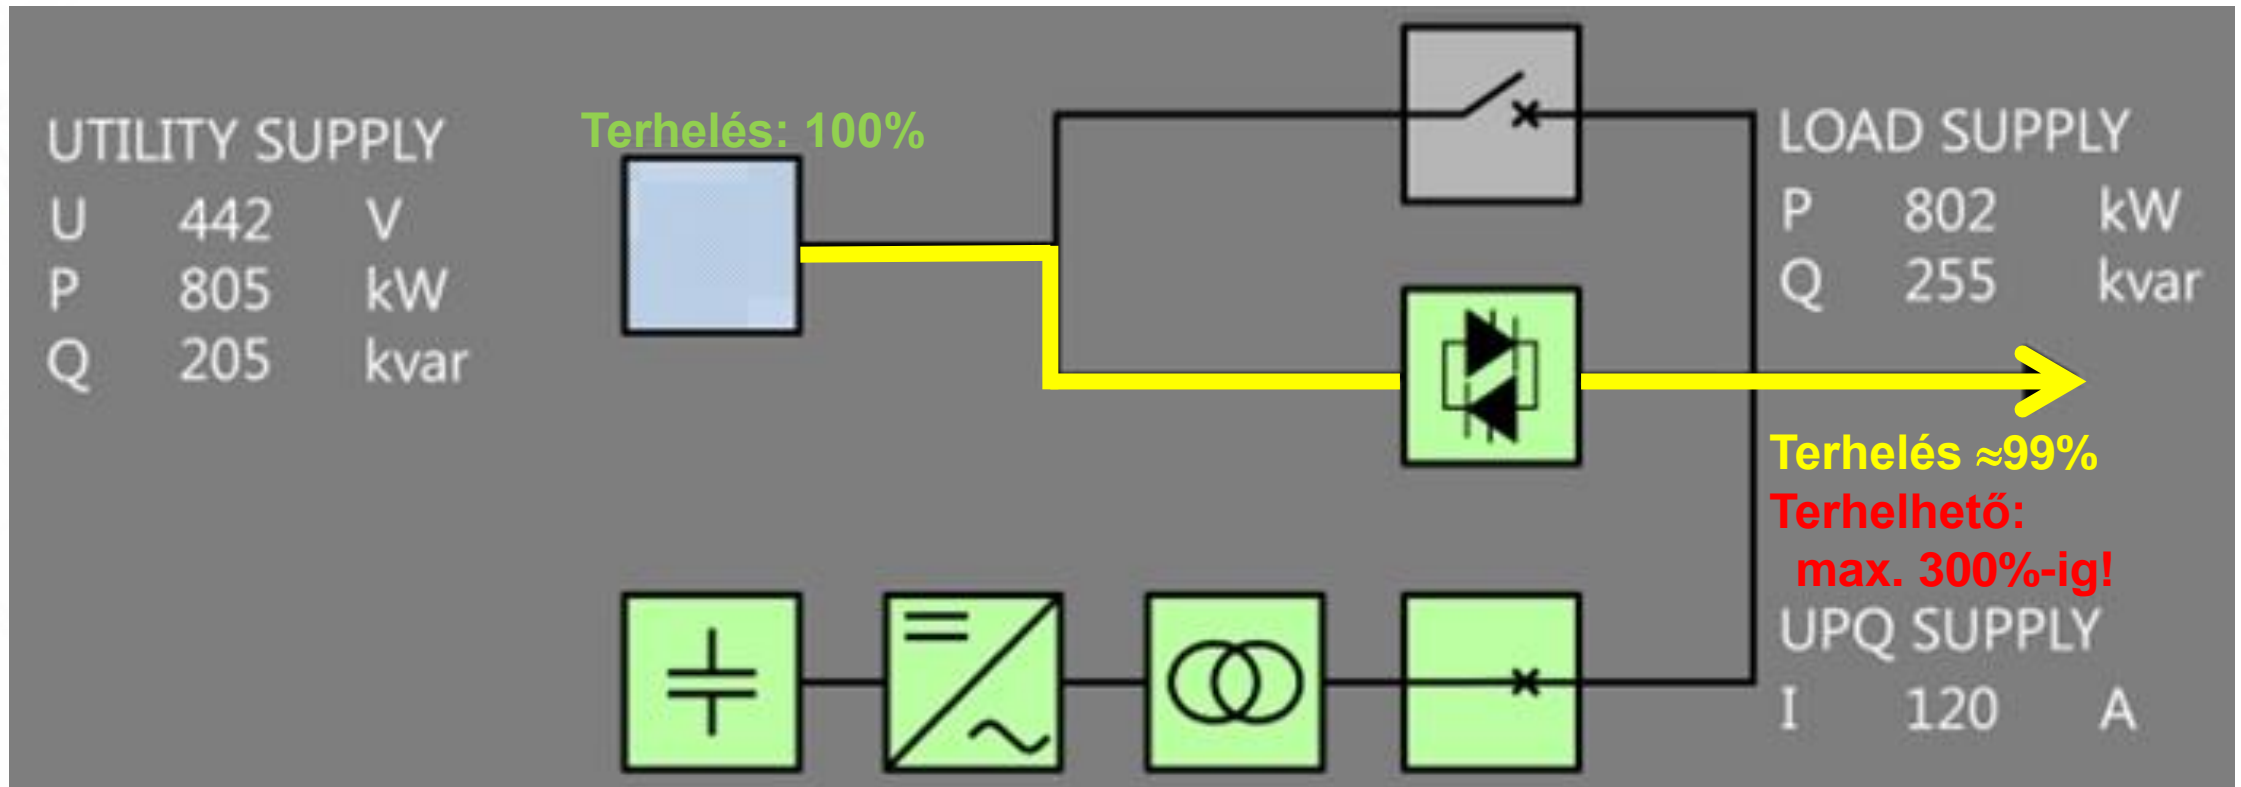 UTILITY SUPPLY
U 442 V
P 805 kW
Q 205 kvar
Terhelés: 100%
LOAD SUPPLY
P 802 kW
Q 255 kvar
Terhelés ≈99%
Terhelhető:
max. 300%-ig!
UPQ SUPPLY
I 120 A